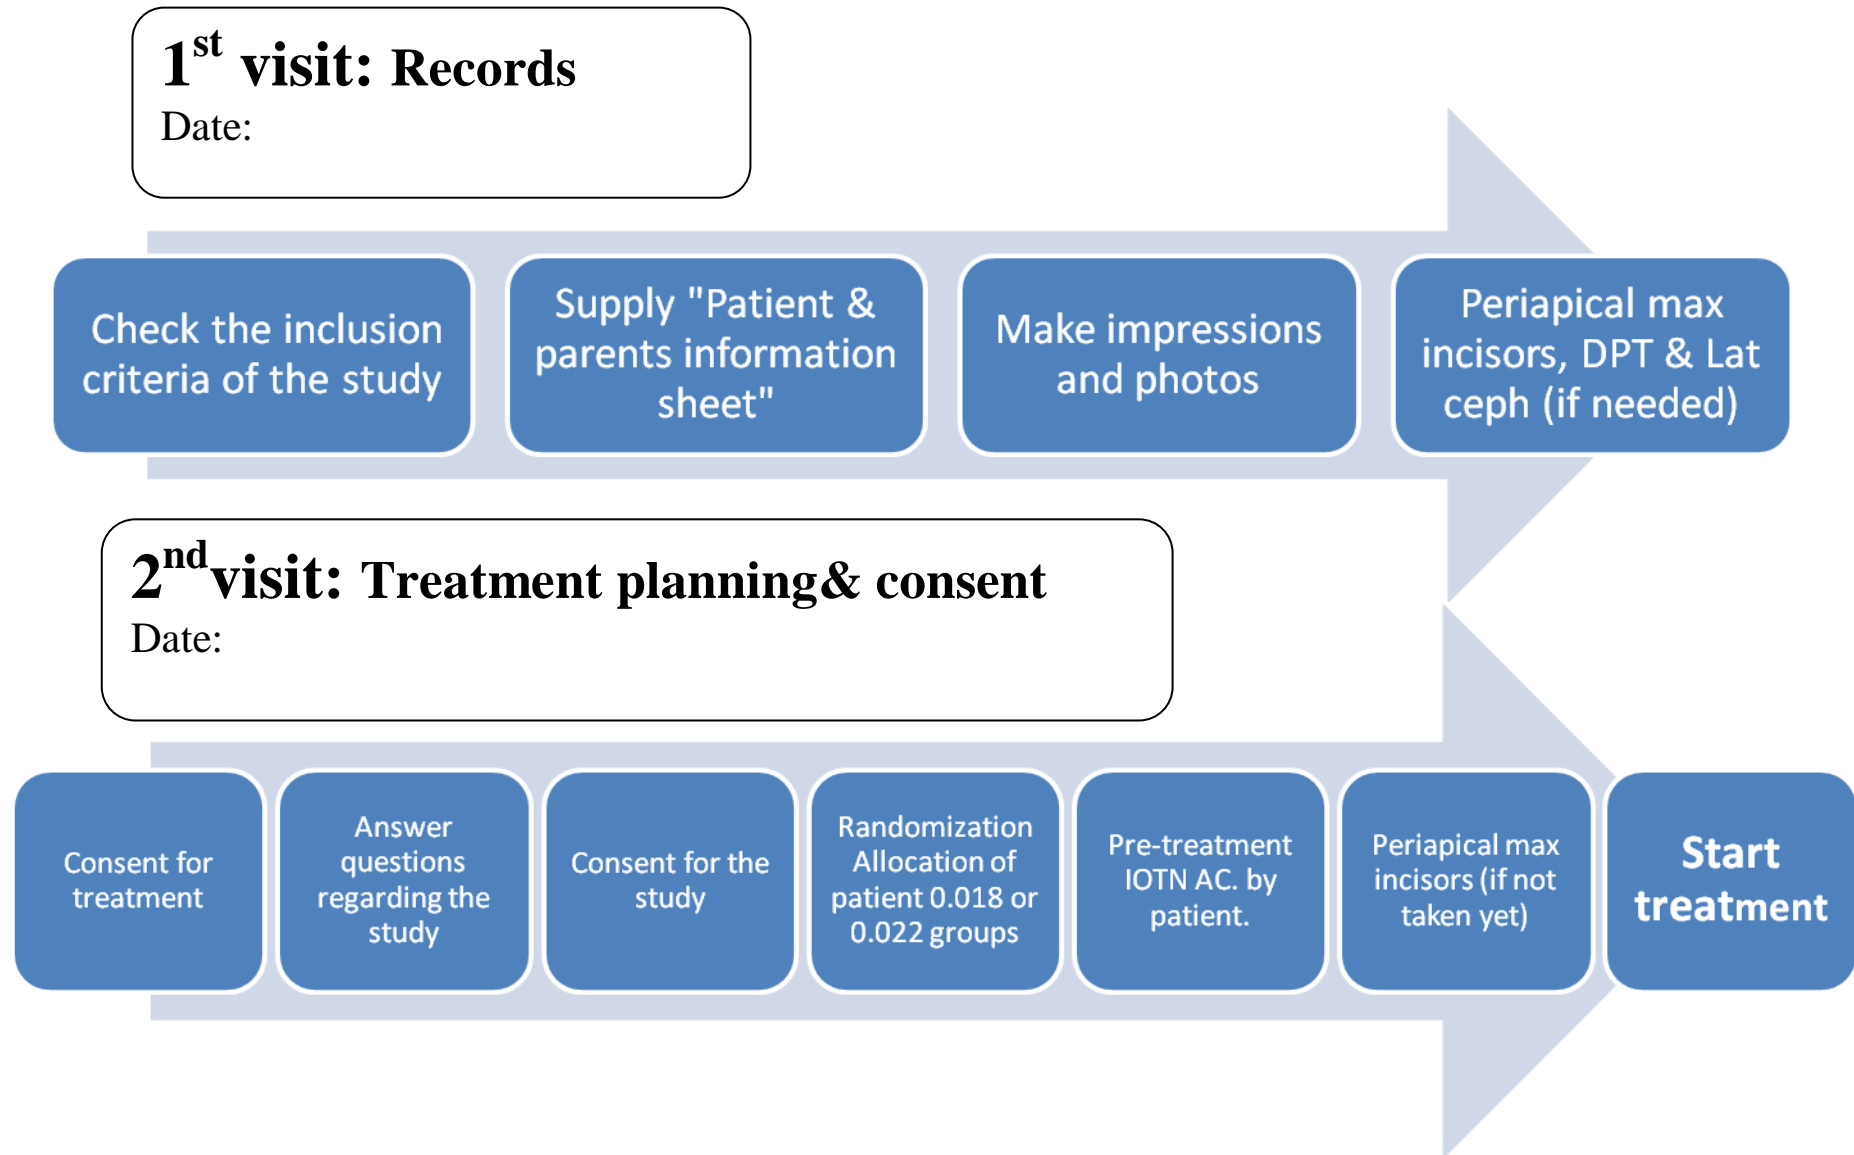 1st visit: Records
Date:
Check the inclusion
criteria of the study
Supply "Patient &
parents information
sheet"
Make impressions
and photos
Periapical max
incisors, DPT & Lat
ceph (if needed)
2nd visit: Treatment planning& consent
Date:
Consent for
treatment
Answer
questions
regarding the
study
Consent for the
study
Randomization
Allocation of
patient 0.018 or
0.022 groups
Pre-treatment
IOTN AC. by
patient.
Periapical max
incisors (if not
taken yet)
Start
treatment